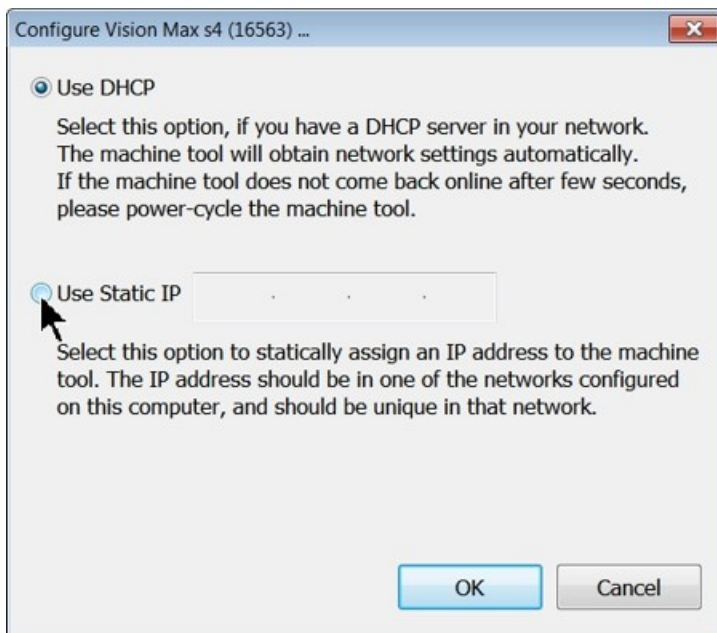 Configure Vision Max s4 (16563) ...
Use DHCP
Select this option, if you have a DHCP server in your network.
The machine tool will obtain network settings automatically.
If the machine tool does not come back online after few seconds,
please power-cycle the machine tool.
Use Static IP . . .
Select this option to statically assign an IP address to the machine
tool. The IP address should be in one of the networks configured
on this computer, and should be unique in that network.
OK Cancel